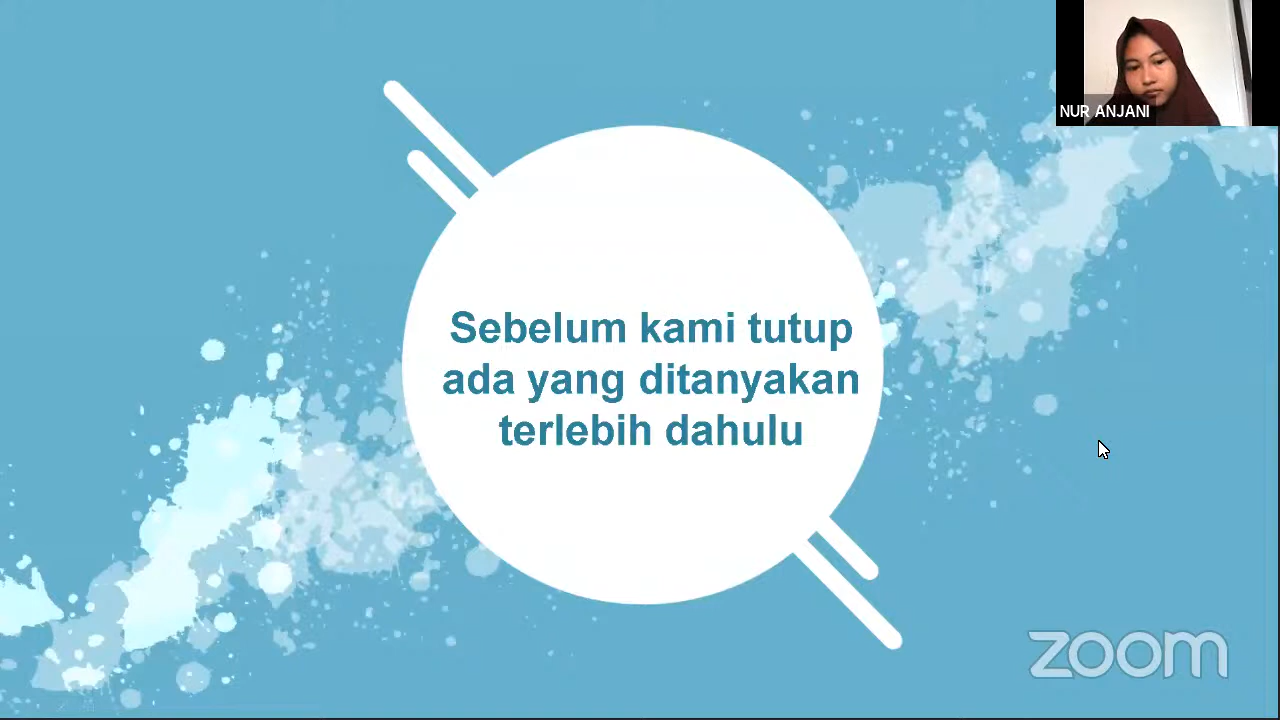 NUR ANJANI
Sebelum kami tutup
ada yang ditanyakan
terlebih dahulu
zoom